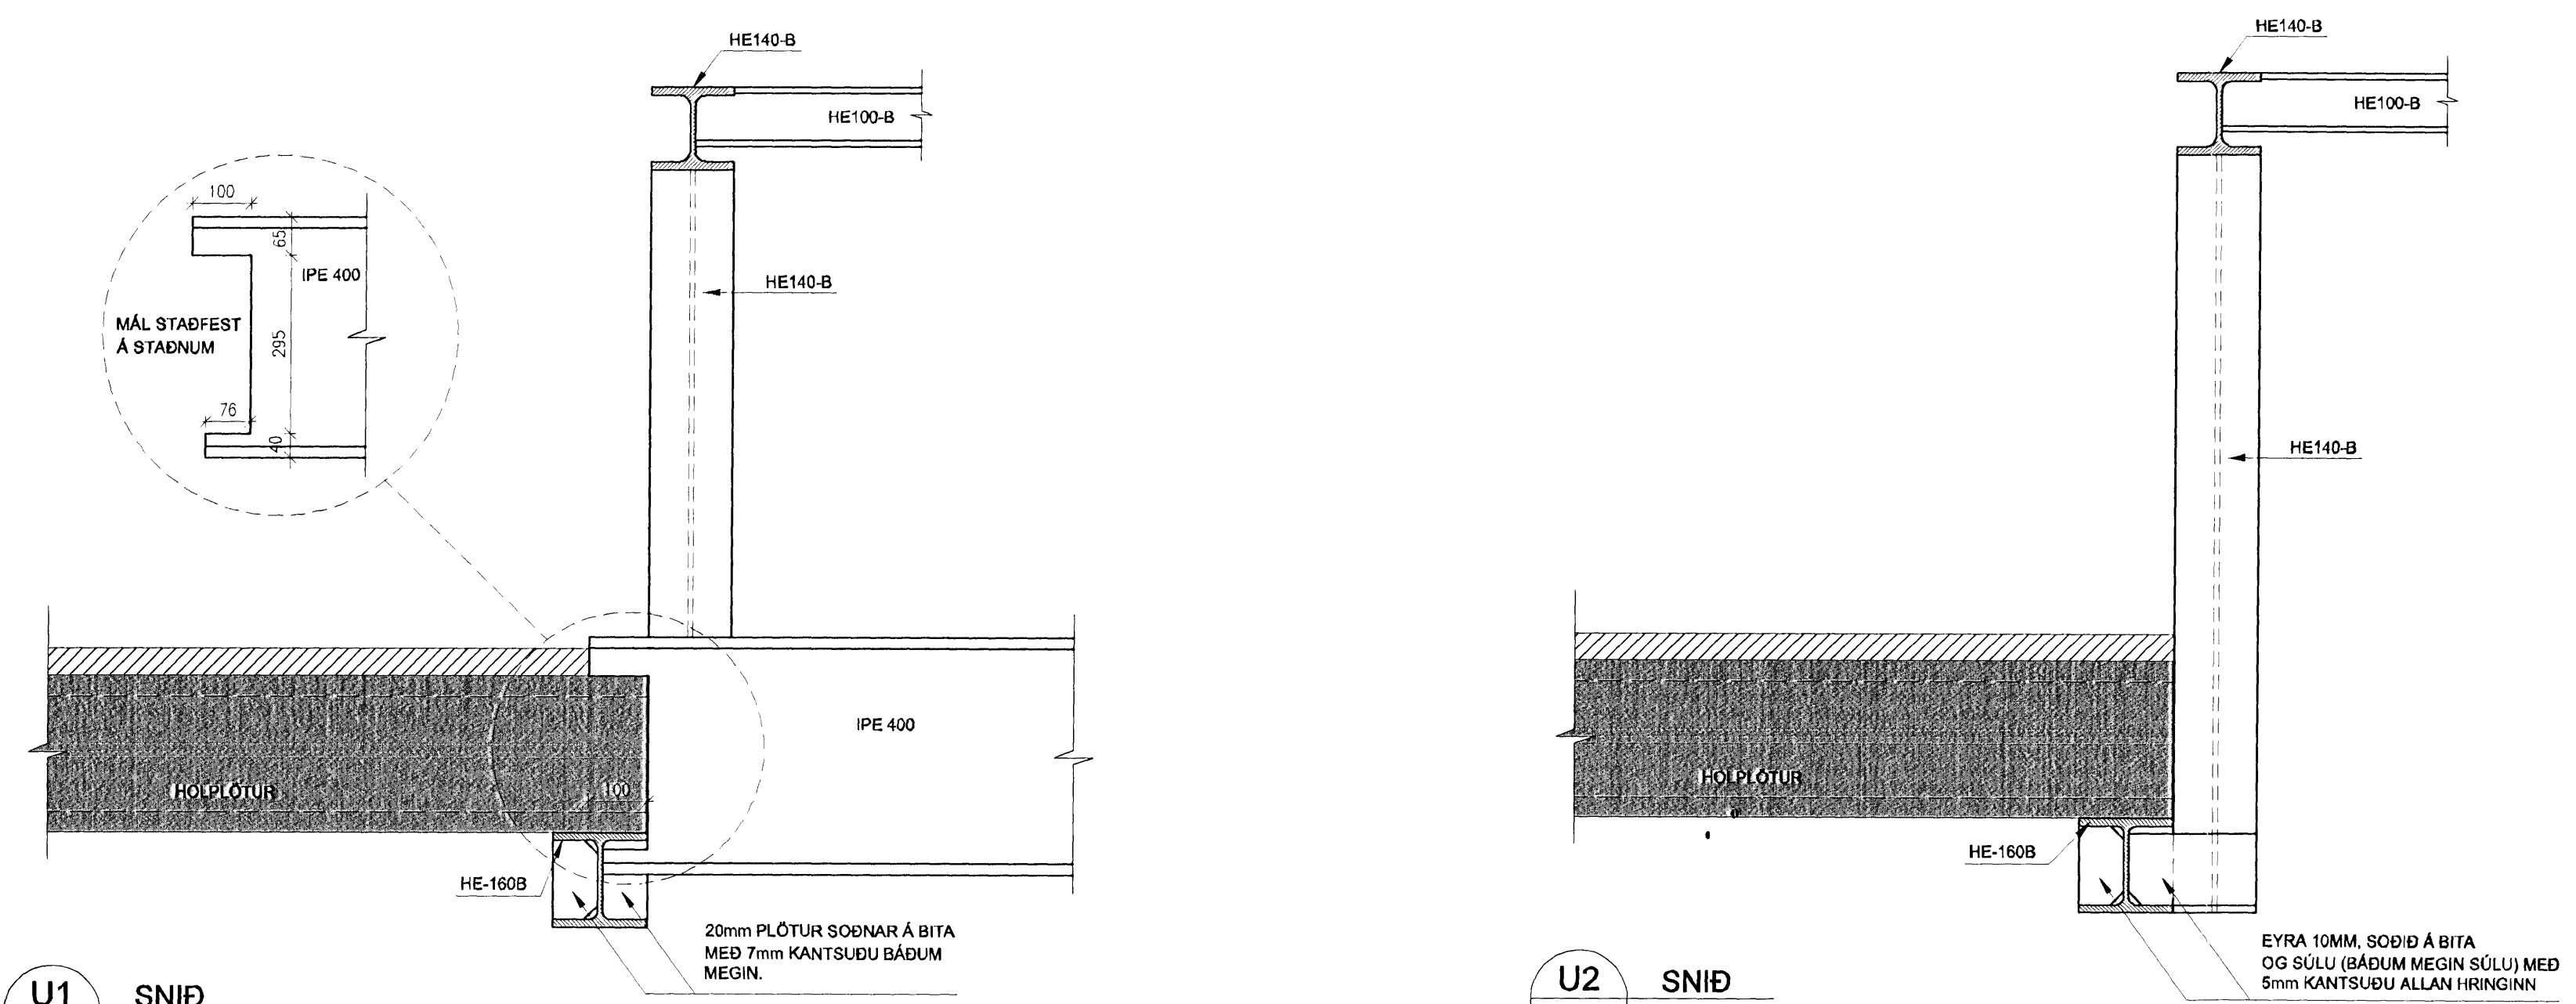 HE140-B
HE100-B
100
65
IPE 400
HE140-B
MÁL STAÐFEST
Á STAÐNUM
295
76
40
IPE 400
HOLPLÖTUR
100
HE-160B
20mm PLÖTUR SOÐNAR Á BITA
MEÐ 7mm KANTSUÐU BÁÐUM
MEGIN.
U1 SNIÐ
HE140-B
HE100-B
HE140-B
HOLPLÖTUR
HE-160B
EYRA 10MM, SOÐIÐ Á BITA
OG SÚLU (BÁÐUM MEGIN SÚLU) MEÐ
5mm KANTSUÐU ALLAN HRINGINN
U2 SNIÐ